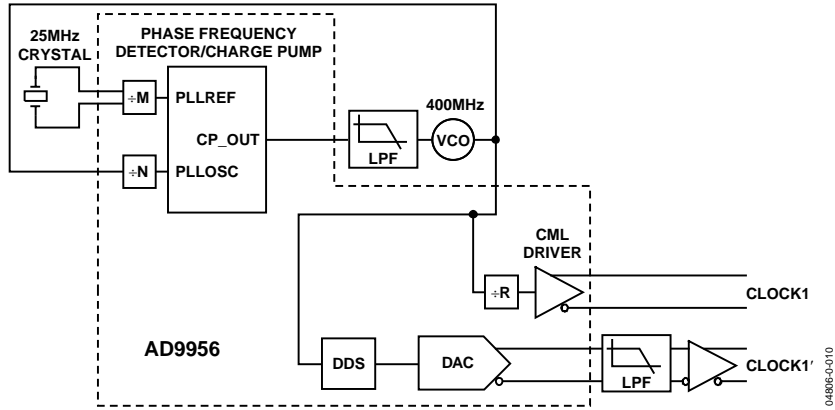 25MHz
CRYSTAL
PHASE FREQUENCY
DETECTOR/CHARGE PUMP
÷M
PLLREF
CP_OUT
400MHz
VCO
LPF
÷N
PLLOSC
CML
DRIVER
÷R
CLOCK1
AD9956
DDS
DAC
LPF
CLOCK1′
04806-0-010